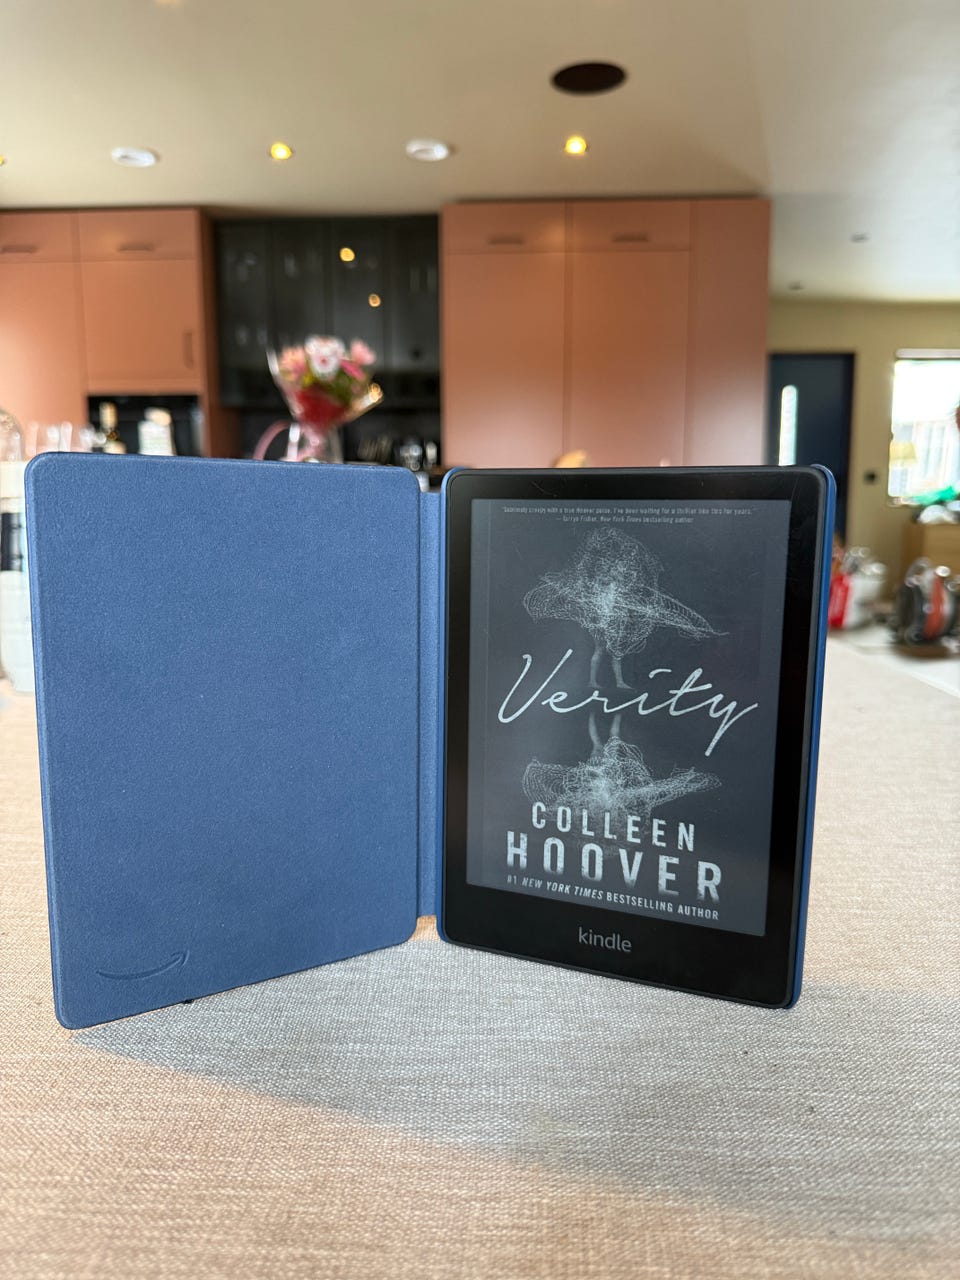 "Sublimely creepy with a true Hoover pulse. I've been waiting for a thriller like this for years."
— Tarryn Fisher, New York Times bestselling author
Verity
COLLEEN
HOOVER
#1 NEW YORK TIMES BESTSELLING AUTHOR
kindle